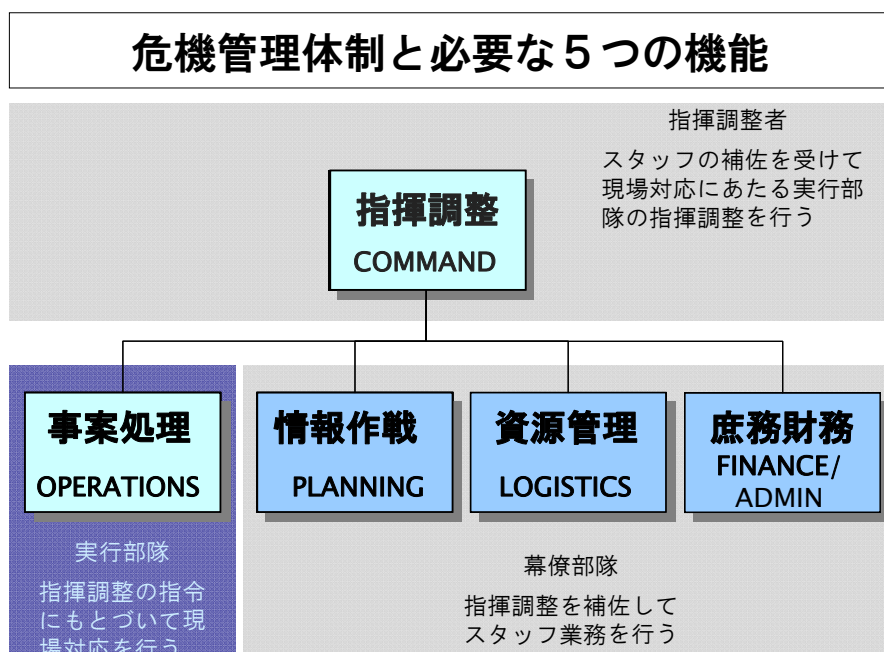 危機管理体制と必要な５つの機能
指揮調整者
スタッフの補佐を受けて
現場対応にあたる実行部
隊の指揮調整を行う
指揮調整
COMMAND
事案処理
OPERATIONS
情報作戦
PLANNING
資源管理
LOGISTICS
庶務財務
FINANCE/
ADMIN
実行部隊
指揮調整の指令
にもとづいて現
場対応を行う
幕僚部隊
指揮調整を補佐して
スタッフ業務を行う